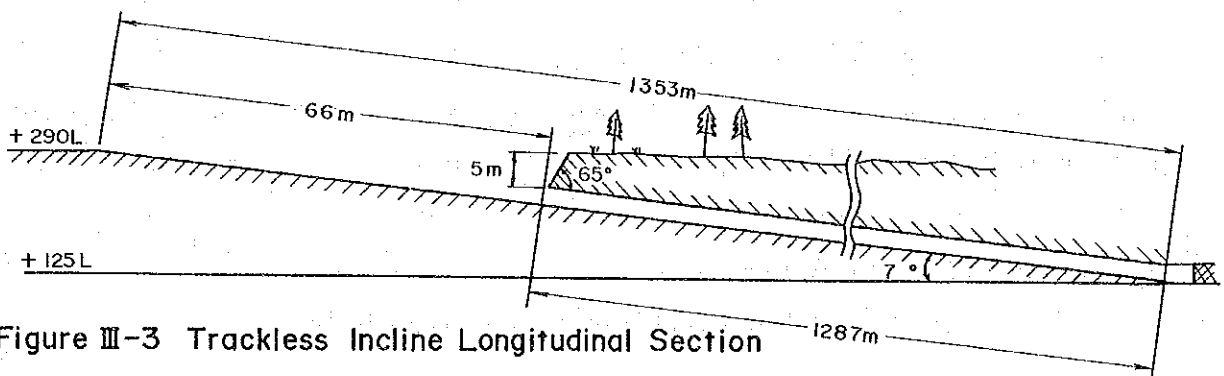 1353m
66m
+290L
5m
65°
+125L
7°
1287m
Figure III-3 Trackless Incline Longitudinal Section